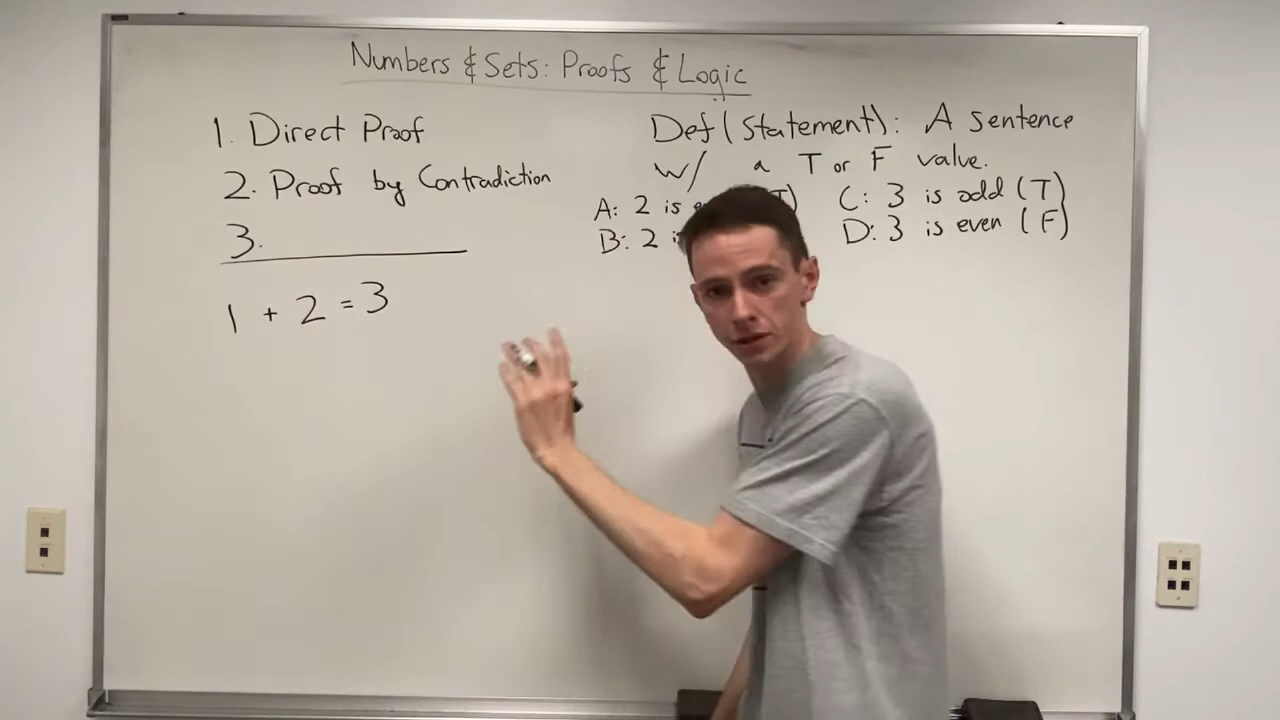 Numbers & Sets: Proofs & Logic
1. Direct Proof
2. Proof by Contradiction
3.
1 + 2 = 3
Def (Statement): A sentence
w/ a T or F value.
A: 2 is
B: 2
C: 3 is odd (T)
D: 3 is even (F)